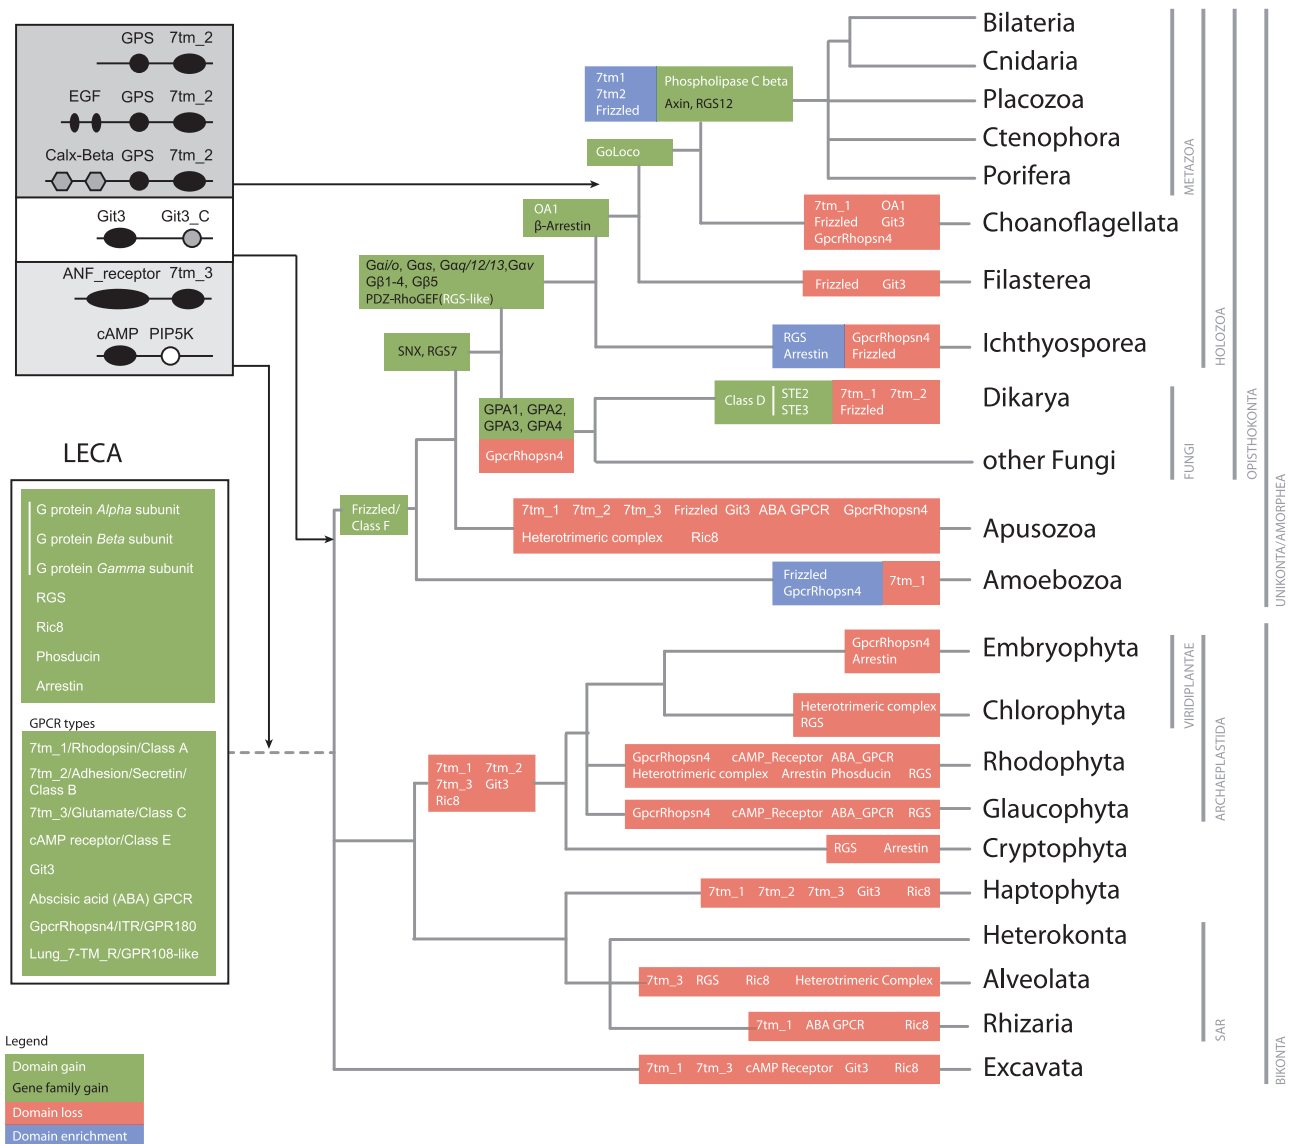 GPS 7tm_2
EGF GPS 7tm_2
Calx-Beta GPS 7tm_2
Git3 Git3_C
ANF_receptor 7tm_3
cAMP PIP5K
LECA
G protein Alpha subunit
G protein Beta subunit
G protein Gamma subunit
RGS
Ric8
Phosducin
Arrestin
GPCR types
7tm_1/Rhodopsin/Class A
7tm_2/Adhesion/Secretin/
Class B
7tm_3/Glutamate/Class C
cAMP receptor/Class E
Git3
Abscisic acid (ABA) GPCR
GpcrRhopsn4/ITR/GPR180
Lung_7-TM_R/GPR108-like
Legend
Domain gain
Gene family gain
Domain loss
Domain enrichment
7tm1
7tm2
Frizzled
Phospholipase C beta
Axin, RGS12
GoLoco
OA1
β-Arrestin
Gαi/o, Gαs, Gαq/12/13,Gαv
Gβ1-4, Gβ5
PDZ-RhoGEF(RGS-like)
SNX, RGS7
GPA1, GPA2,
GPA3, GPA4
GpcrRhopsn4
Frizzled/
Class F
7tm_1 7tm_2
7tm_3 Git3
Ric8
Bilateria
Cnidaria
Placozoa
Ctenophora
Porifera
7tm_1 OA1
Frizzled Git3
GpcrRhopsn4
Choanoflagellata
Frizzled Git3
Filasterea
RGS
Arrestin
GpcrRhopsn4
Frizzled
Ichthyosporea
Class D
STE2
STE3
7tm_1 7tm_2
Frizzled
Dikarya
other Fungi
7tm_1 7tm_2 7tm_3 Frizzled Git3 ABA GPCR GpcrRhopsn4
Heterotrimeric complex Ric8
Apusozoa
Frizzled
GpcrRhopsn4
7tm_1
Amoebozoa
GpcrRhopsn4
Arrestin
Embryophyta
Heterotrimeric complex
RGS
Chlorophyta
GpcrRhopsn4 cAMP_Receptor ABA_GPCR
Heterotrimeric complex Arrestin Phosducin RGS
Rhodophyta
GpcrRhopsn4 cAMP_Receptor ABA_GPCR RGS
Glaucophyta
RGS Arrestin
Cryptophyta
7tm_1 7tm_2 7tm_3 Git3 Ric8
Haptophyta
Heterokonta
7tm_3 RGS Ric8 Heterotrimeric Complex
Alveolata
7tm_1 ABA GPCR Ric8
Rhizaria
7tm_1 7tm_3 cAMP Receptor Git3 Ric8
Excavata
METAZOA
HOLOZOA
FUNGI
OPISTHOKONTA
UNIKONTA/AMORPHEA
VIRIDIPLANTAE
ARCHAEPLASTIDA
SAR
BIKONTA